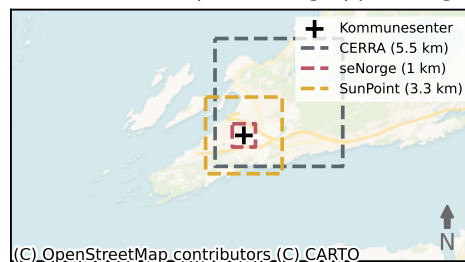 Kommunesenter
CERRA (5.5 km)
seNorge (1 km)
SunPoint (3.3 km)
N
(C) OpenStreetMap contributors (C) CARTO